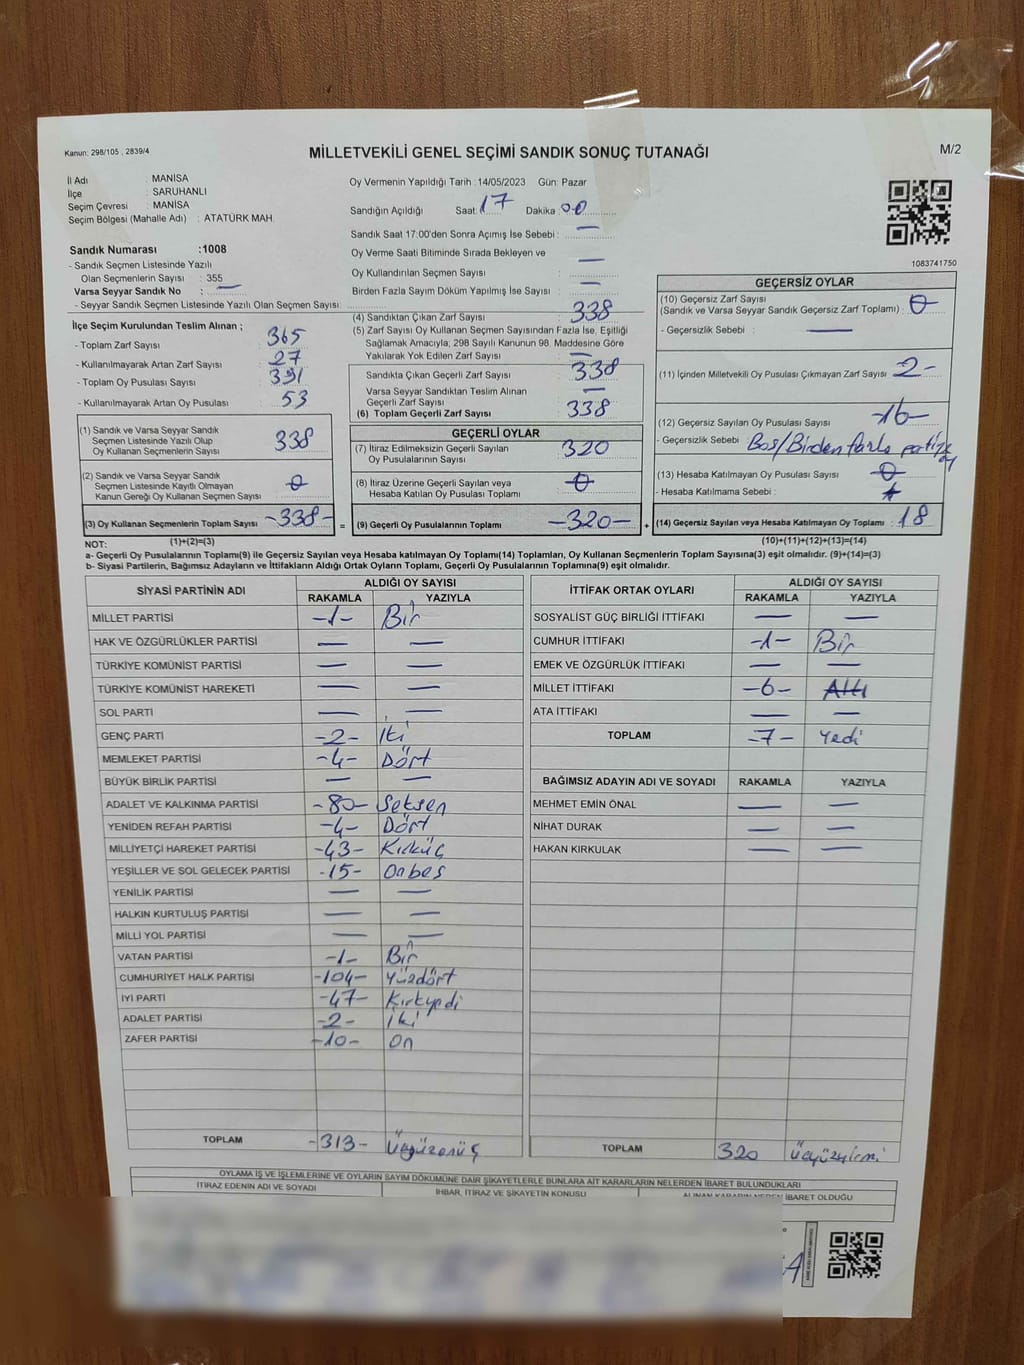 Kanun: 298/105 , 2839/4
MİLLETVEKİLİ GENEL SEÇİMİ SANDIK SONUÇ TUTANAĞI
M/2
İl Adı : MANİSA
İlçe : SARUHANLI
Seçim Çevresi : MANİSA
Seçim Bölgesi (Mahalle Adı) : ATATÜRK MAH.
Sandık Numarası :1008
- Sandık Seçmen Listesinde Yazılı
Olan Seçmenlerin Sayısı : 355
Varsa Seyyar Sandık No : —
- Seyyar Sandık Seçmen Listesinde Yazılı Olan Seçmen Sayısı:
Oy Vermenin Yapıldığı Tarih :14/05/2023 Gün: Pazar
Sandığın Açıldığı Saat: 17 Dakika: 00
Sandık Saat 17:00'den Sonra Açımış İse Sebebi : —
Oy Verme Saati Bitiminde Sırada Bekleyen ve
Oy Kullandırılan Seçmen Sayısı : —
Birden Fazla Sayım Döküm Yapılmış İse Sayısı : —
1083741750
İlçe Seçim Kurulundan Teslim Alınan ;
- Toplam Zarf Sayısı : 365
- Kullanılmayarak Artan Zarf Sayısı : 27
- Toplam Oy Pusulası Sayısı : 391
- Kullanılmayarak Artan Oy Pusulası : 53
(1) Sandık ve Varsa Seyyar Sandık
Seçmen Listesinde Yazılı Olup
Oy Kullanan Seçmenlerin Sayısı : 338
(2) Sandık ve Varsa Seyyar Sandık
Seçmen Listesinde Kayıtlı Olmayan
Kanun Gereği Oy Kullanan Seçmen Sayısı : 0
(3) Oy Kullanan Seçmenlerin Toplam Sayısı -338-
(4) Sandıktan Çıkan Zarf Sayısı : 338
(5) Zarf Sayısı Oy Kullanan Seçmen Sayısından Fazla İse, Eşitliği
Sağlamak Amacıyla; 298 Sayılı Kanunun 98. Maddesine Göre
Yakılarak Yok Edilen Zarf Sayısı : —
Sandıkta Çıkan Geçerli Zarf Sayısı : 338
Varsa Seyyar Sandıktan Teslim Alınan
Geçerli Zarf Sayısı : —
(6) Toplam Geçerli Zarf Sayısı : 338
GEÇERLİ OYLAR
(7) İtiraz Edilmeksizin Geçerli Sayılan
Oy Pusulalarının Sayısı : 320
(8) İtiraz Üzerine Geçerli Sayılan veya
Hesaba Katılan Oy Pusulası Toplamı : 0
= (9) Geçerli Oy Pusulalarının Toplamı -320- +
GEÇERSİZ OYLAR
(10) Geçersiz Zarf Sayısı
(Sandık ve Varsa Seyyar Sandık Geçersiz Zarf Toplamı) : 0
- Geçersizlik Sebebi : —
(11) İçinden Milletvekili Oy Pusulası Çıkmayan Zarf Sayısı : 2-
(12) Geçersiz Sayılan Oy Pusulası Sayısı : -16-
- Geçersizlik Sebebi : Boş/Birden fazla partiye oy
(13) Hesaba Katılmayan Oy Pusulası Sayısı : 0
- Hesaba Katılmama Sebebi :
(14) Geçersiz Sayılan veya Hesaba Katılmayan Oy Toplamı : 18
NOT: (1)+(2)=(3) (10)+(11)+(12)+(13)=(14)
a- Geçerli Oy Pusulalarının Toplamı(9) ile Geçersiz Sayılan veya Hesaba katılmayan Oy Toplamı(14) Toplamları, Oy Kullanan Seçmenlerin Toplam Sayısına(3) eşit olmalıdır. (9)+(14)=(3)
b- Siyasi Partilerin, Bağımsız Adayların ve İttifakların Aldığı Ortak Oyların Toplamı, Geçerli Oy Pusulalarının Toplamına(9) eşit olmalıdır.
SİYASİ PARTİNİN ADI ALDIĞI OY SAYISI
RAKAMLA YAZIYLA
MİLLET PARTİSİ -1- Bir
HAK VE ÖZGÜRLÜKLER PARTİSİ — —
TÜRKİYE KOMÜNİST PARTİSİ — —
TÜRKİYE KOMÜNİST HAREKETİ — —
SOL PARTİ — —
GENÇ PARTİ -2- İki
MEMLEKET PARTİSİ -4- Dört
BÜYÜK BİRLİK PARTİSİ — —
ADALET VE KALKINMA PARTİSİ -80- Seksen
YENİDEN REFAH PARTİSİ -4- Dört
MİLLİYETÇİ HAREKET PARTİSİ -43- Kırküç
YEŞİLLER VE SOL GELECEK PARTİSİ -15- Onbeş
YENİLİK PARTİSİ — —
HALKIN KURTULUŞ PARTİSİ — —
MİLLİ YOL PARTİSİ — —
VATAN PARTİSİ -1- Bir
CUMHURİYET HALK PARTİSİ -104- Yüzdört
İYİ PARTİ -47- Kırkyedi
ADALET PARTİSİ -2- İki
ZAFER PARTİSİ -10- On
TOPLAM -313- Üçyüzonüç
İTTİFAK ORTAK OYLARI ALDIĞI OY SAYISI
RAKAMLA YAZIYLA
SOSYALİST GÜÇ BİRLİĞİ İTTİFAKI — —
CUMHUR İTTİFAKI -1- Bir
EMEK VE ÖZGÜRLÜK İTTİFAKI — —
MİLLET İTTİFAKI -6- Altı
ATA İTTİFAKI — —
TOPLAM -7- Yedi
BAĞIMSIZ ADAYIN ADI VE SOYADI RAKAMLA YAZIYLA
MEHMET EMİN ÖNAL — —
NİHAT DURAK — —
HAKAN KIRKULAK — —
TOPLAM 320 Üçyüzyirmi
OYLAMA İŞ VE İŞLEMLERİNE VE OYLARIN SAYIM DÖKÜMÜNE DAİR ŞİKAYETLERLE BUNLARA AİT KARARLARIN NELERDEN İBARET BULUNDUKLARI
İTİRAZ EDENİN ADI VE SOYADI İHBAR, İTİRAZ VE ŞİKAYETİN KONUSU ALINAN KARARIN NEDEN İBARET OLDUĞU